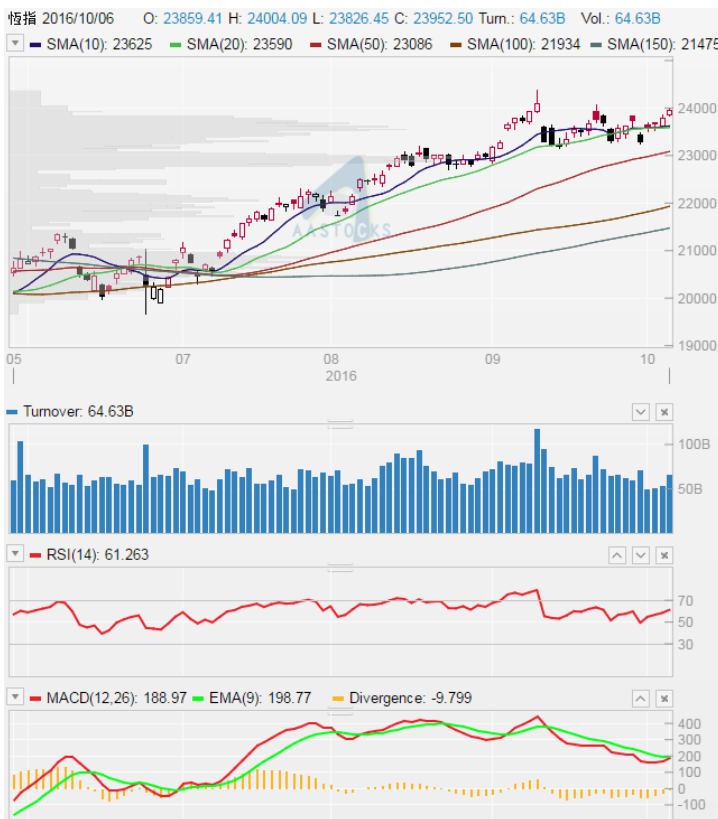 恆指 2016/10/06 O: 23859.41 H: 24004.09 L: 23826.45 C: 23952.50 Turn.: 64.63B Vol.: 64.63B
SMA(10): 23625 SMA(20): 23590 SMA(50): 23086 SMA(100): 21934 SMA(150): 21475
24000
23000
22000
AASTOCKS
21000
20000
19000
05 07 08 09 10
2016
Turnover: 64.63B
100B
50B
RSI(14): 61.263
70
50
30
MACD(12,26): 188.97 EMA(9): 198.77 Divergence: -9.799
400
300
200
100
0
-100